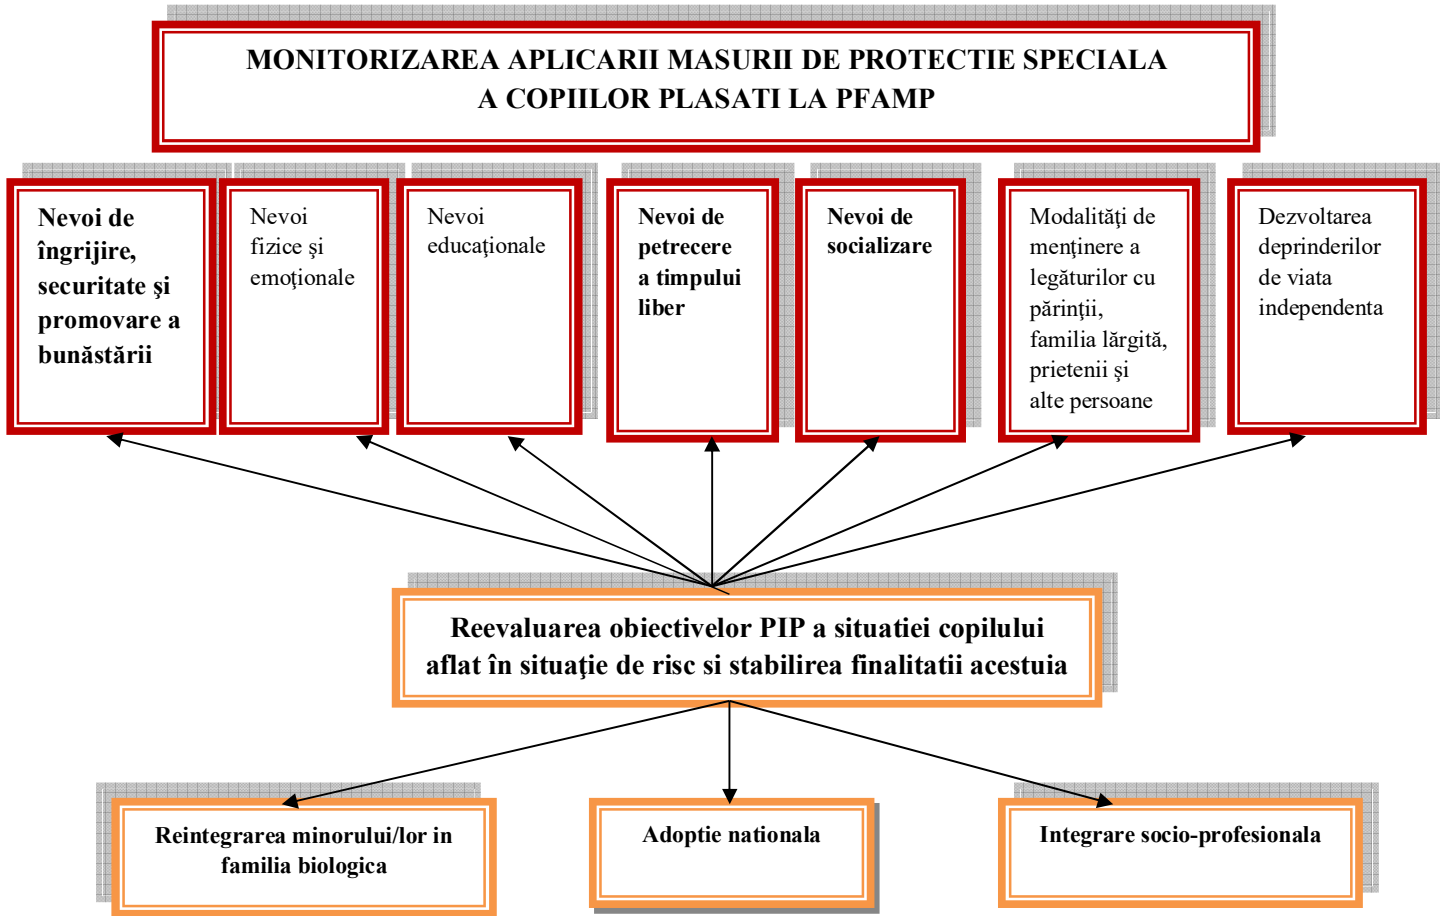 MONITORIZAREA APLICARII MASURII DE PROTECTIE SPECIALA
A COPIILOR PLASATI LA PFAMP
Nevoi de
îngrijire,
securitate şi
promovare a
bunăstării
Nevoi
fizice şi
emoţionale
Nevoi
educaţionale
Nevoi de
petrecere
a timpului
liber
Nevoi de
socializare
Modalităţi de
menţinere a
legăturilor cu
părinţii,
familia lărgită,
prietenii şi
alte persoane
Dezvoltarea
deprinderilor
de viata
independenta
Reevaluarea obiectivelor PIP a situatiei copilului
aflat în situaţie de risc si stabilirea finalitatii acestuia
Reintegrarea minorului/lor in
familia biologica
Adoptie nationala
Integrare socio-profesionala